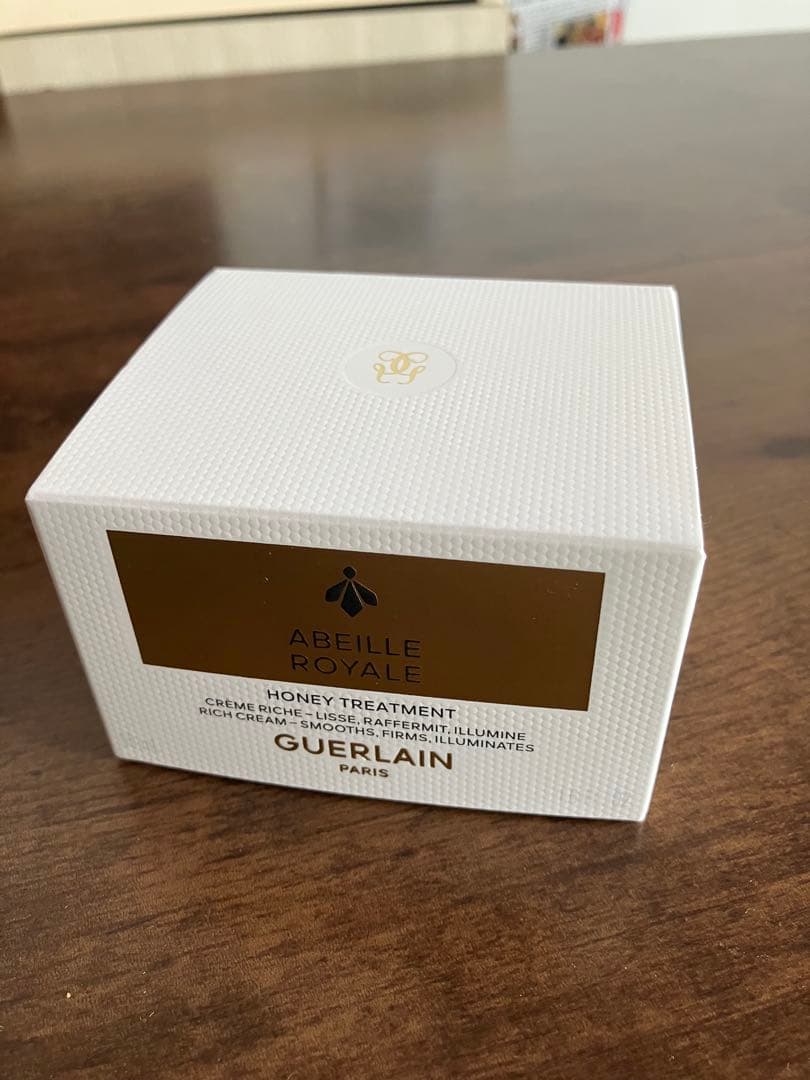 ABEILLE
ROYALE
HONEY TREATMENT
CRÈME RICHE – LISSE, RAFFERMIT, ILLUMINE
RICH CREAM – SMOOTHS, FIRMS, ILLUMINATES
GUERLAIN
PARIS